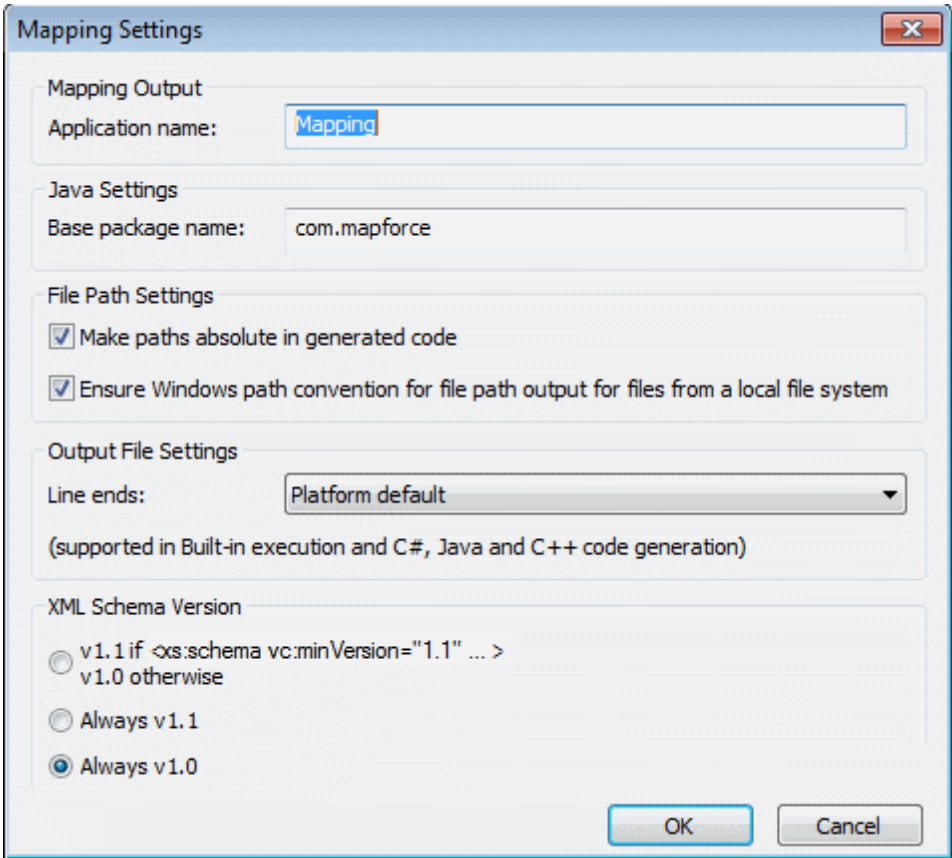 Mapping Settings
Mapping Output
Application name: Mapping
Java Settings
Base package name: com.mapforce
File Path Settings
Make paths absolute in generated code
Ensure Windows path convention for file path output for files from a local file system
Output File Settings
Line ends: Platform default
(supported in Built-in execution and C#, Java and C++ code generation)
XML Schema Version
v1.1 if <xs:schema vc:minVersion="1.1" ... >
v1.0 otherwise
Always v1.1
Always v1.0
OK Cancel